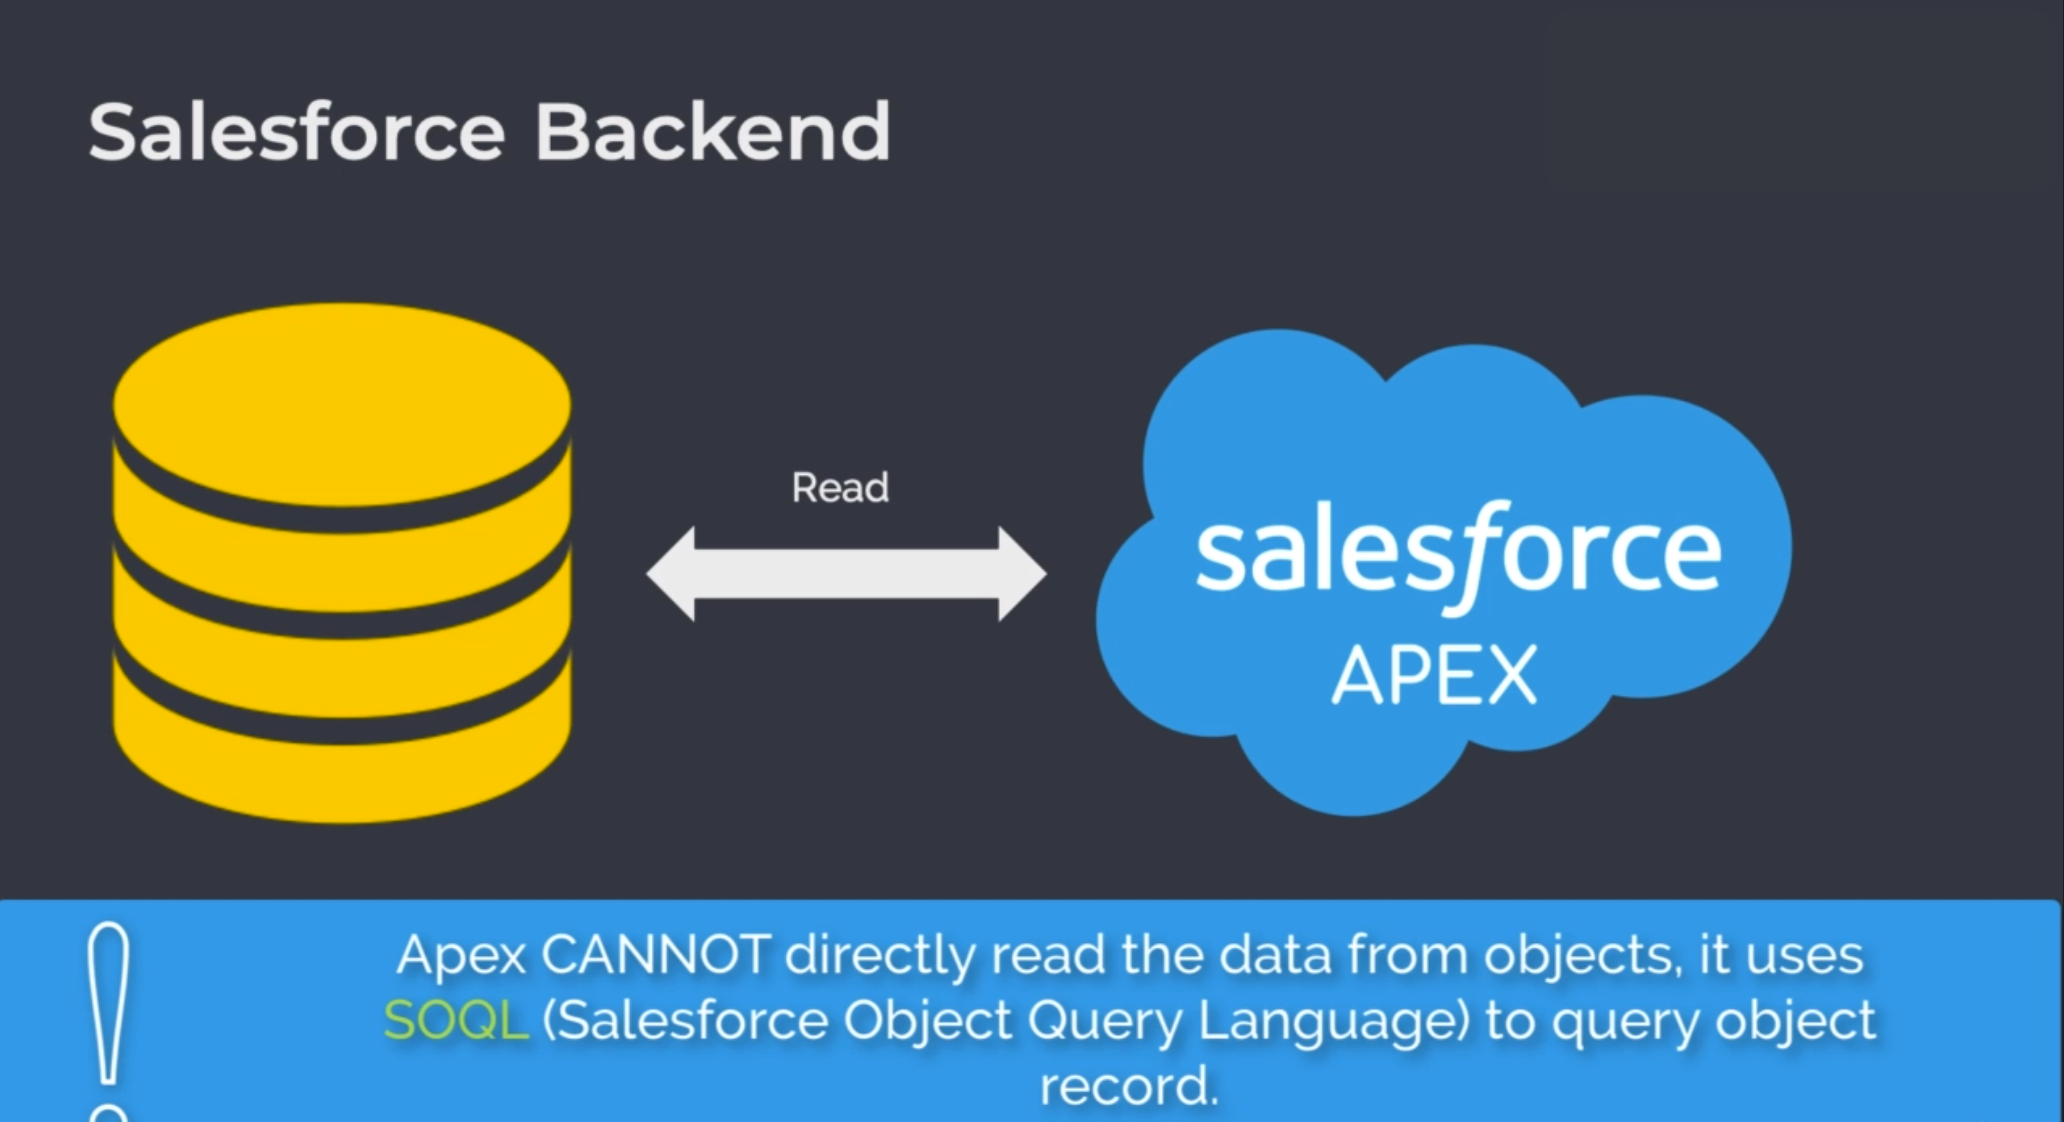 Salesforce Backend
Read
salesforce
APEX
Apex CANNOT directly read the data from objects, it uses
SOQL (Salesforce Object Query Language) to query object
record.